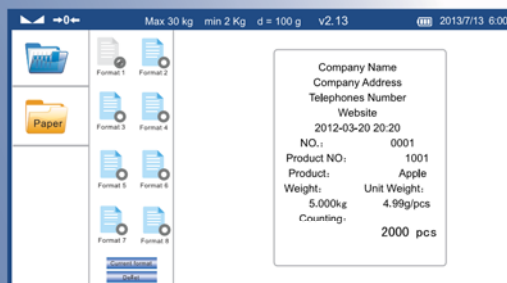 →0← Max 30 kg min 2 Kg d = 100 g v2.13 2013/7/13 6:00
Paper
Format 1 Format 2
Format 3 Format 4
Format 5 Format 6
Format 7 Format 8
Current format
Company Name
Company Address
Telephones Number
Website
2012-03-20 20:20
NO.: 0001
Product NO: 1001
Product: Apple
Weight: Unit Weight:
5.000kg 4.99g/pcs
Counting:
2000 pcs